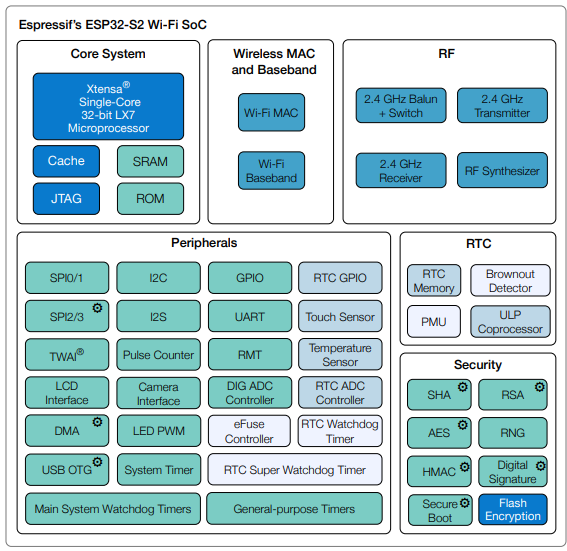 Espressif's ESP32-S2 Wi-Fi SoC
Core System
Xtensa®
Single-Core
32-bit LX7
Microprocessor
Cache
SRAM
JTAG
ROM
Wireless MAC
and Baseband
Wi-Fi MAC
Wi-Fi
Baseband
RF
2.4 GHz Balun
+ Switch
2.4 GHz
Transmitter
2.4 GHz
Receiver
RF Synthesizer
Peripherals
SPI0/1
I2C
GPIO
RTC GPIO
SPI2/3
I2S
UART
Touch Sensor
TWAI®
Pulse Counter
RMT
Temperature
Sensor
LCD
Interface
Camera
Interface
DIG ADC
Controller
RTC ADC
Controller
DMA
LED PWM
eFuse
Controller
RTC Watchdog
Timer
USB OTG
System Timer
RTC Super Watchdog Timer
Main System Watchdog Timers
General-purpose Timers
RTC
RTC
Memory
Brownout
Detector
PMU
ULP
Coprocessor
Security
SHA
RSA
AES
RNG
HMAC
Digital
Signature
Secure
Boot
Flash
Encryption